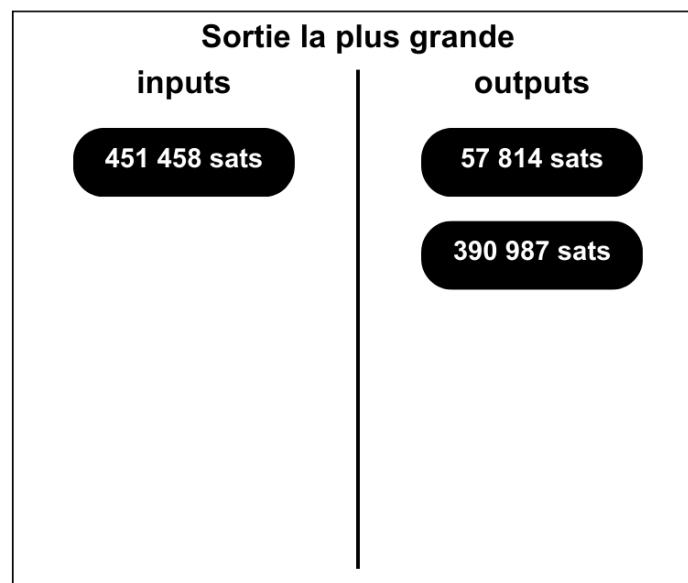 Sortie la plus grande
inputs
outputs
451 458 sats
57 814 sats
390 987 sats